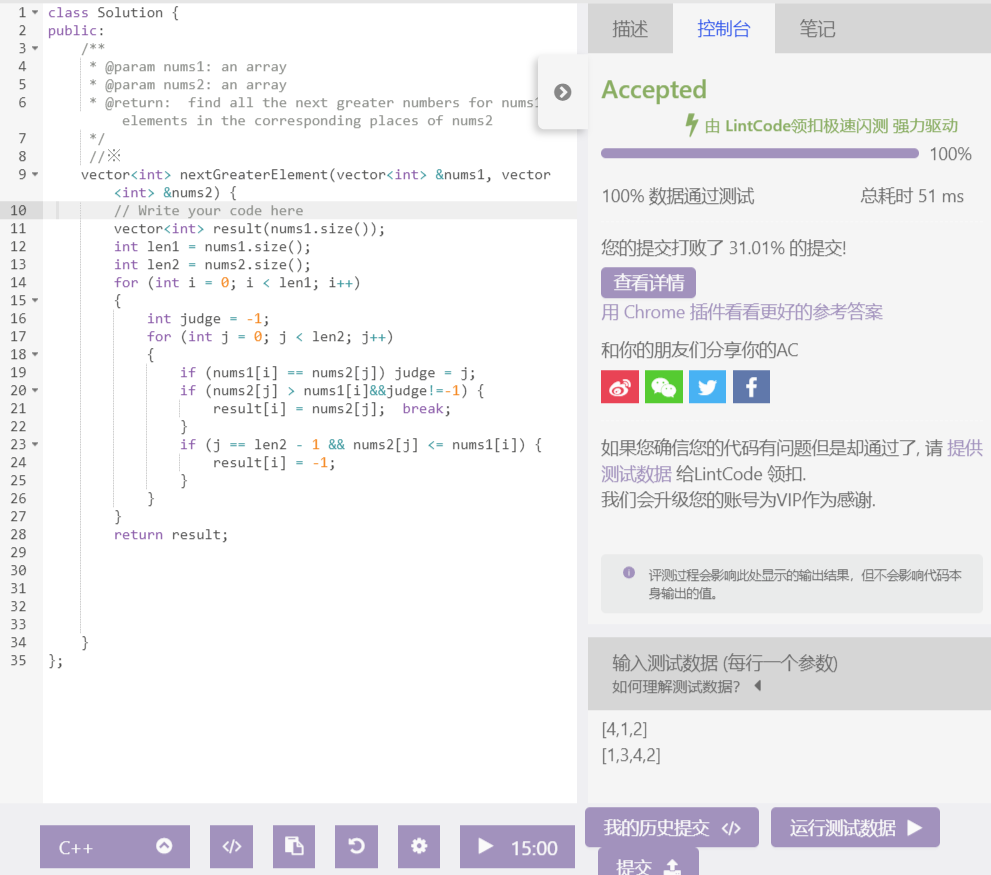 1 class Solution {
2 public:
3     /**
4      * @param nums1: an array
5      * @param nums2: an array
6      * @return:  find all the next greater numbers for nums1
         elements in the corresponding places of nums2
7      */
8      //※
9     vector<int> nextGreaterElement(vector<int> &nums1, vector
        <int> &nums2) {
10         // Write your code here
11         vector<int> result(nums1.size());
12         int len1 = nums1.size();
13         int len2 = nums2.size();
14         for (int i = 0; i < len1; i++)
15         {
16             int judge = -1;
17             for (int j = 0; j < len2; j++)
18             {
19                 if (nums1[i] == nums2[j]) judge = j;
20                 if (nums2[j] > nums1[i]&&judge!=-1) {
21                     result[i] = nums2[j];  break;
22                 }
23                 if (j == len2 - 1 && nums2[j] <= nums1[i]) {
24                     result[i] = -1;
25                 }
26             }
27         }
28         return result;
29
30
31
32
33
34     }
35 };
描述 控制台 笔记
Accepted
由 LintCode领扣极速闪测 强力驱动
100%
100% 数据通过测试 总耗时 51 ms
您的提交打败了 31.01% 的提交!
查看详情
用 Chrome 插件看看更好的参考答案
和你的朋友们分享你的AC
如果您确信您的代码有问题但是却通过了, 请 提供
测试数据 给LintCode 领扣.
我们会升级您的账号为VIP作为感谢.
评测过程会影响此处显示的输出结果，但不会影响代码本
身输出的值。
输入测试数据 (每行一个参数)
如何理解测试数据?
[4,1,2]
[1,3,4,2]
C++ </> 15:00
我的历史提交 </> 运行测试数据
提交